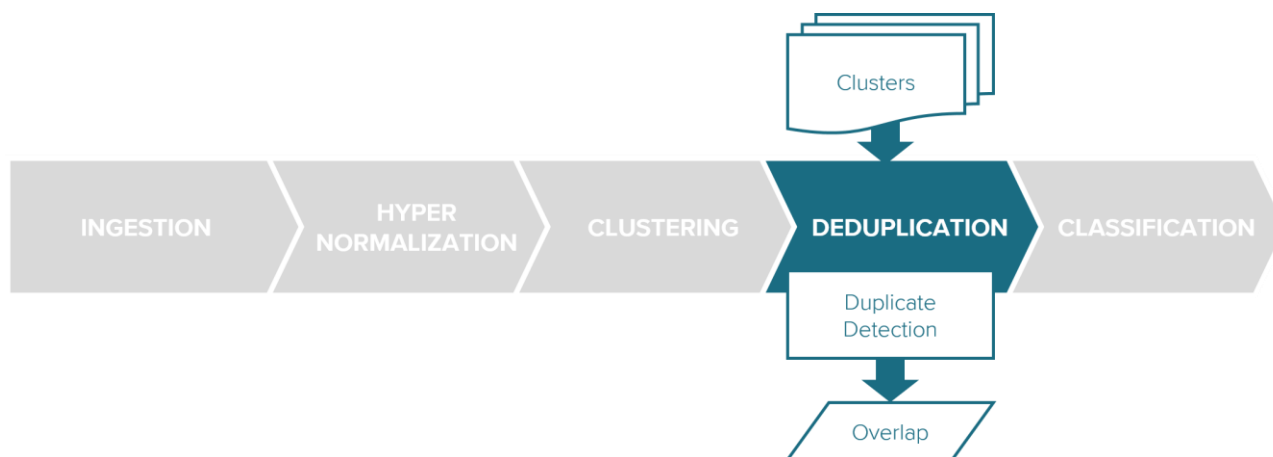 Clusters
INGESTION
HYPER
NORMALIZATION
CLUSTERING
DEDUPLICATION
CLASSIFICATION
Duplicate
Detection
Overlap